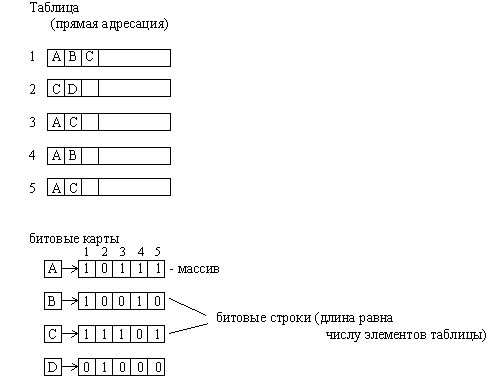 Таблица
(прямая адресация)
1 A B C
2 C D
3 A C
4 A B
5 A C
битовые карты
1 2 3 4 5
A 1 0 1 1 1 - массив
B 1 0 0 1 0
битовые строки (длина равна
C 1 1 1 0 1
числу элементов таблицы)
D 0 1 0 0 0